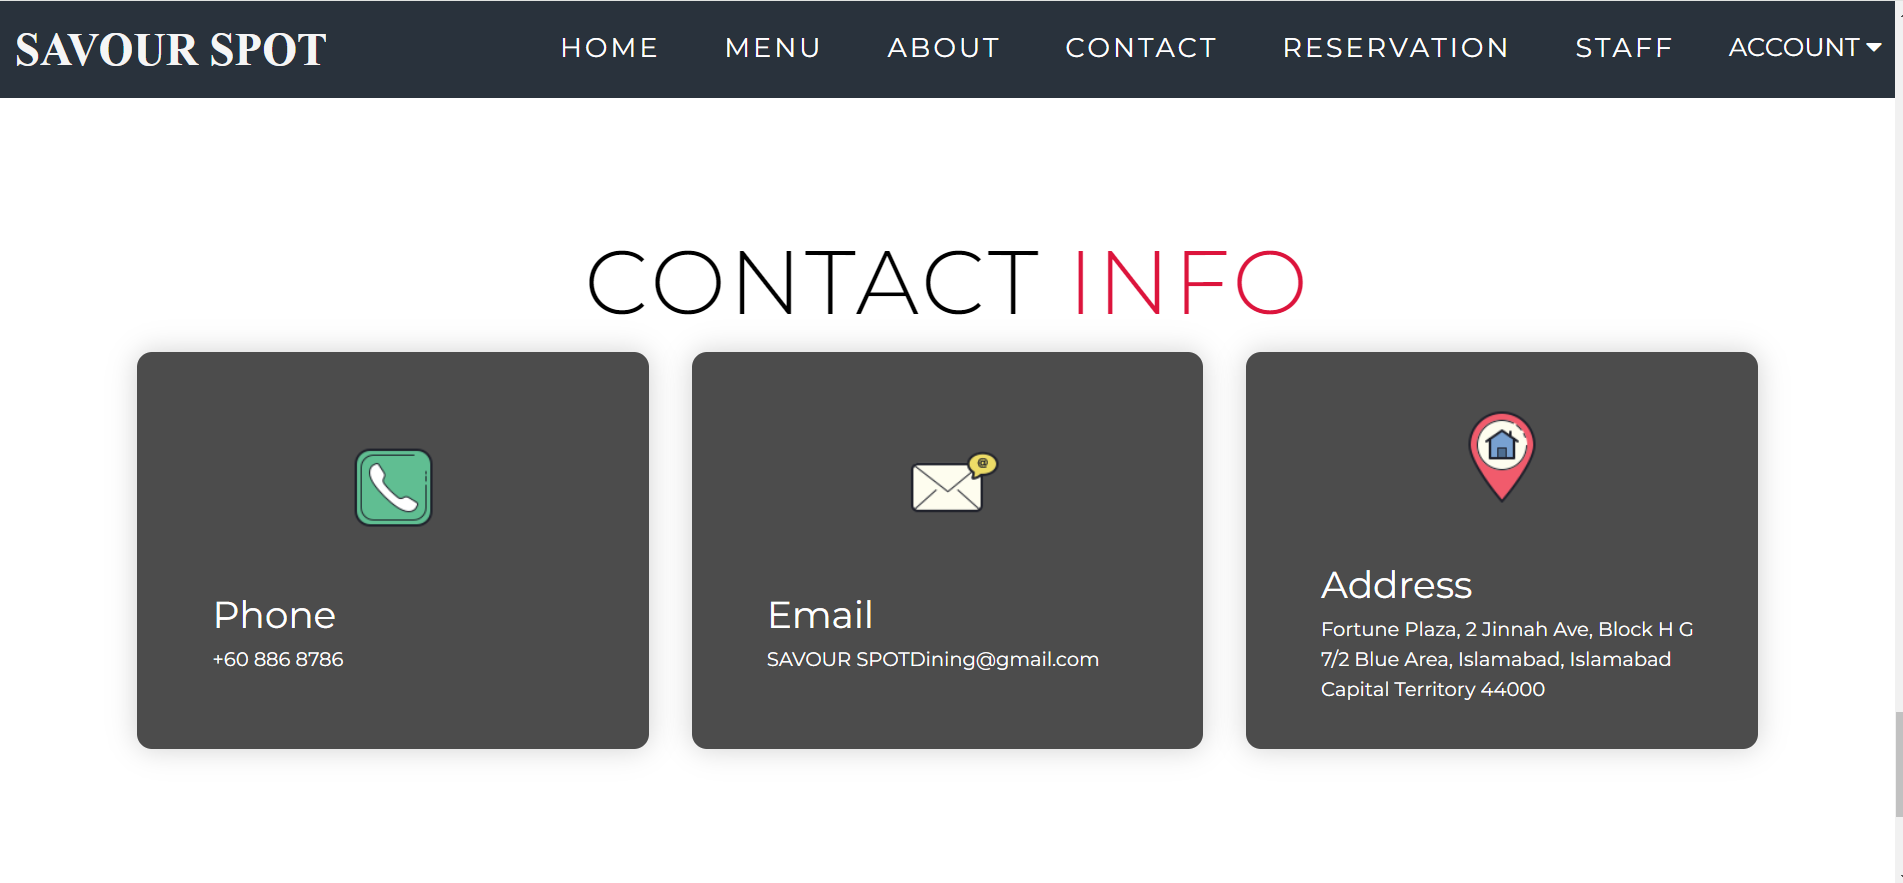 SAVOUR SPOT
HOME MENU ABOUT CONTACT RESERVATION STAFF ACCOUNT
CONTACT INFO
Phone
+60 886 8786
Email
SAVOUR SPOTDining@gmail.com
Address
Fortune Plaza, 2 Jinnah Ave, Block H G
7/2 Blue Area, Islamabad, Islamabad
Capital Territory 44000